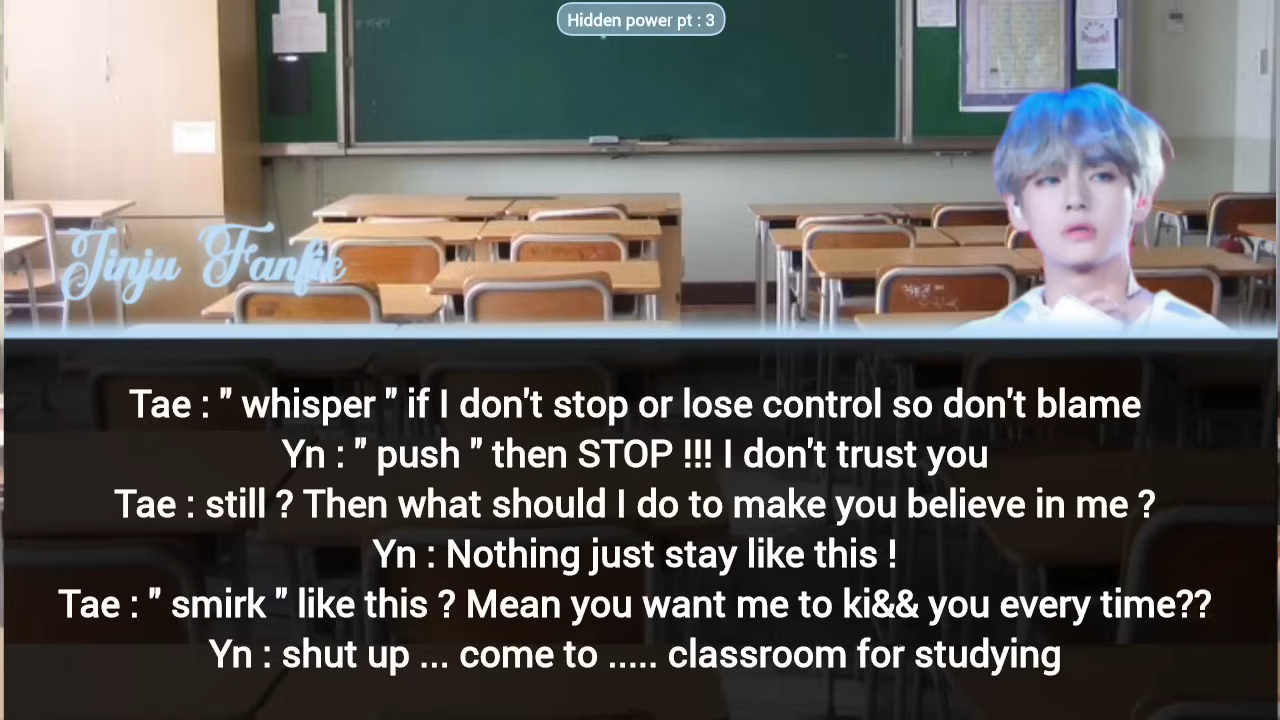 Hidden power pt : 3
Jinju Fanfic
Tae : " whisper " if I don't stop or lose control so don't blame
Yn : " push " then STOP !!! I don't trust you
Tae : still ? Then what should I do to make you believe in me ?
Yn : Nothing just stay like this !
Tae : " smirk " like this ? Mean you want me to ki&& you every time??
Yn : shut up ... come to ..... classroom for studying